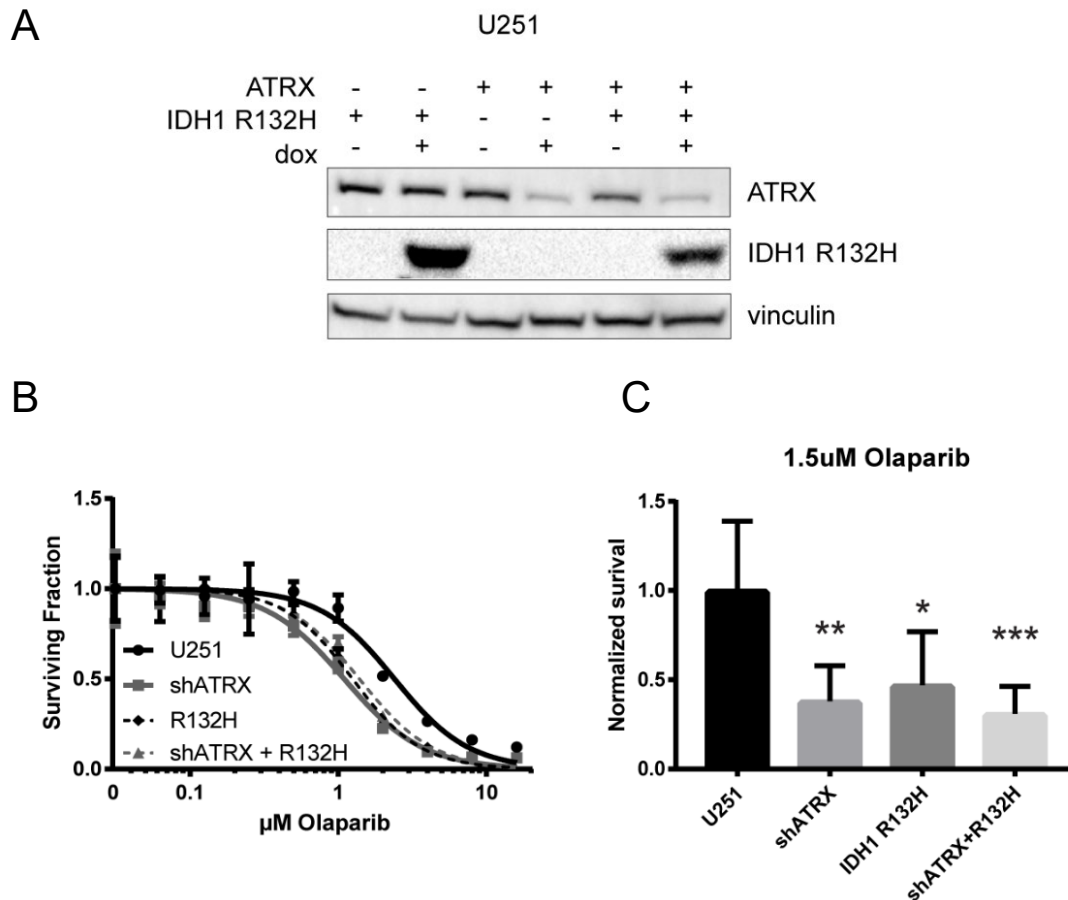 A
U251
ATRX - - + + + +
IDH1 R132H + + - - + +
dox - + - + - +
ATRX
IDH1 R132H
vinculin
B
Surviving Fraction
1.5
1.0
0.5
0.0
U251
shATRX
R132H
shATRX + R132H
0 0.1 1 10
µM Olaparib
C
1.5uM Olaparib
Normalized surival
1.5
1.0
0.5
0.0
**
*
***
U251
shATRX
IDH1 R132H
shATRX+R132H